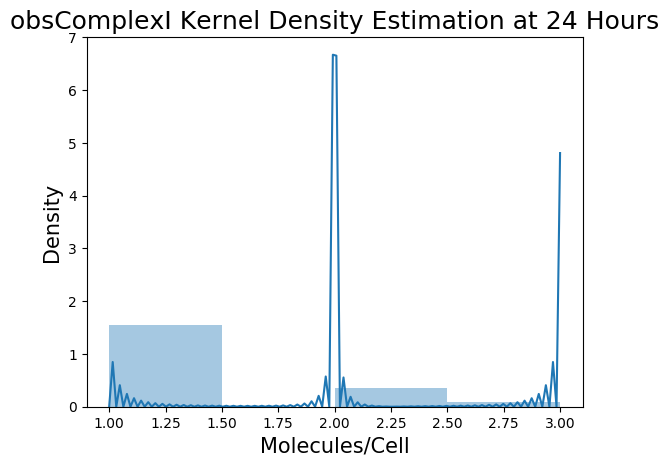 obsComplexI Kernel Density Estimation at 24 Hours
7
6
5
4
3
2
1
0
Density
1.00 1.25 1.50 1.75 2.00 2.25 2.50 2.75 3.00
Molecules/Cell